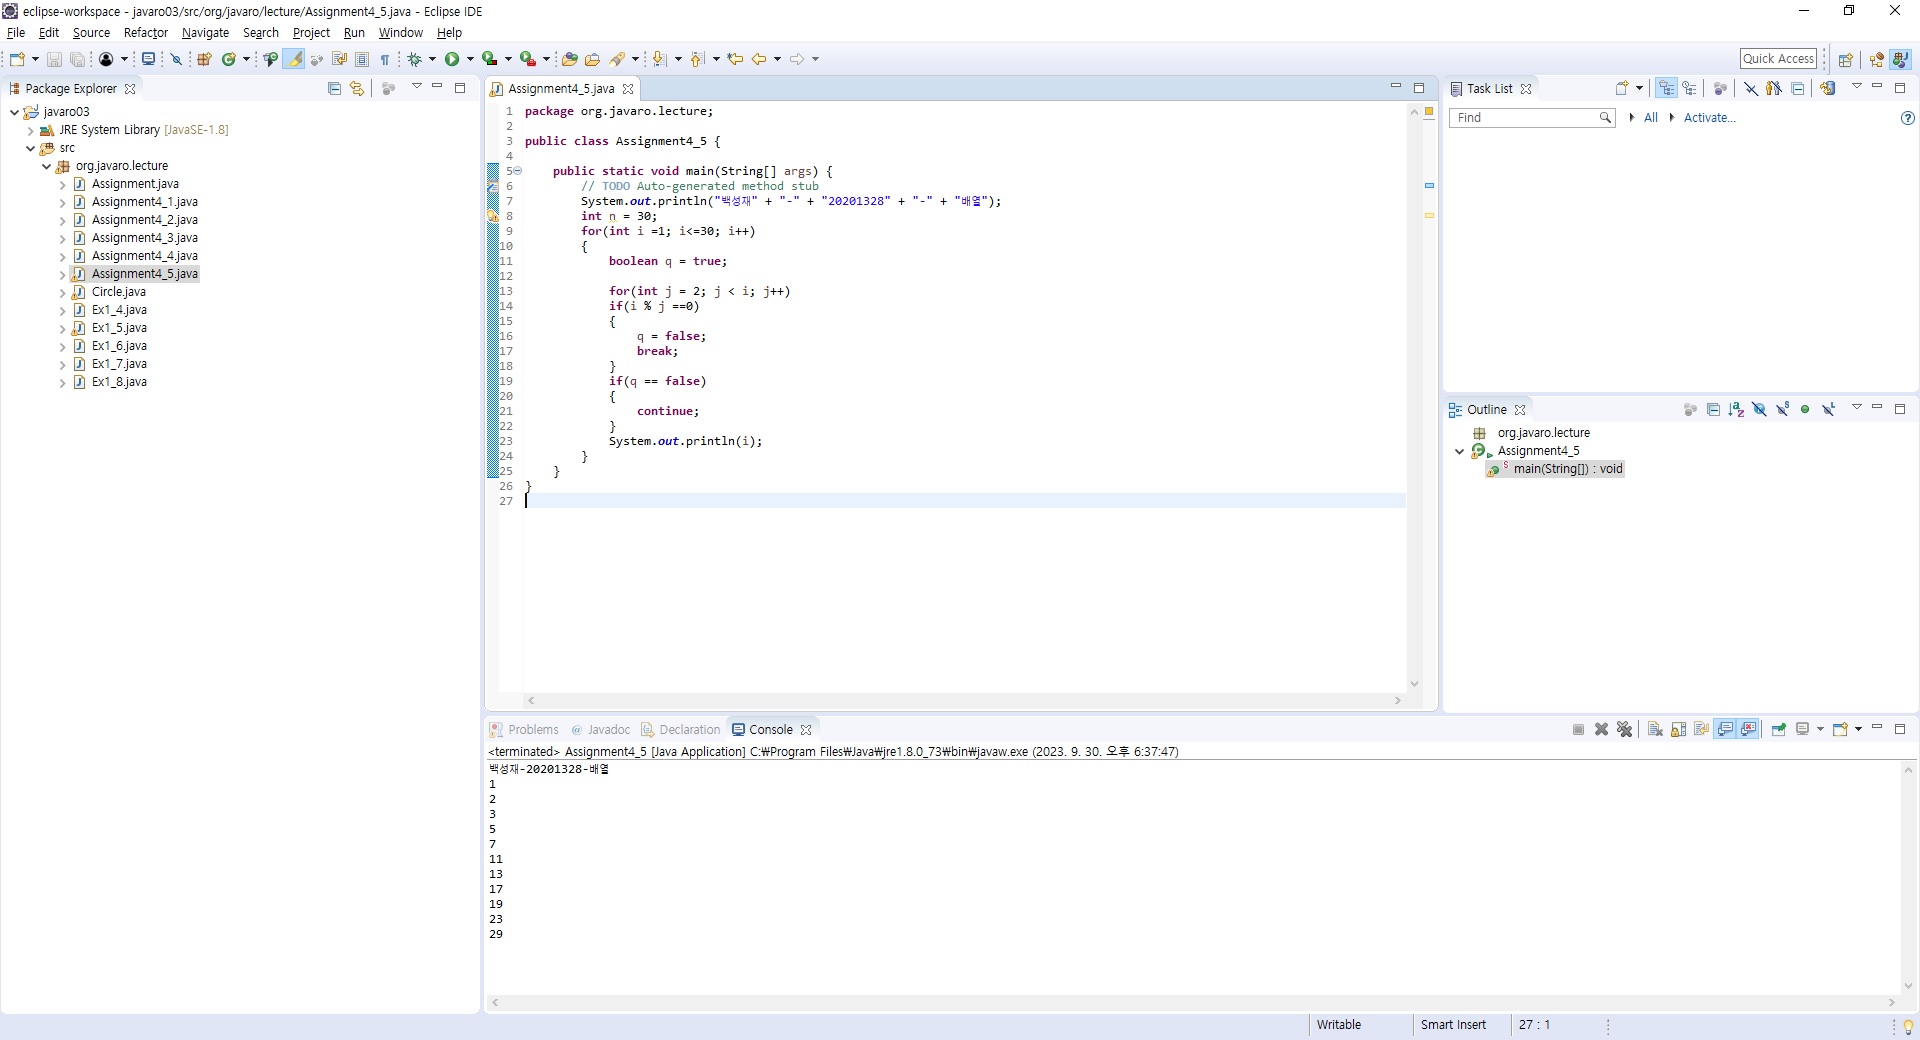 eclipse-workspace - javaro03/src/org/javaro/lecture/Assignment4_5.java - Eclipse IDE
File Edit Source Refactor Navigate Search Project Run Window Help
Quick Access
Package Explorer
javaro03
JRE System Library [JavaSE-1.8]
src
org.javaro.lecture
Assignment.java
Assignment4_1.java
Assignment4_2.java
Assignment4_3.java
Assignment4_4.java
Assignment4_5.java
Circle.java
Ex1_4.java
Ex1_5.java
Ex1_6.java
Ex1_7.java
Ex1_8.java
Assignment4_5.java
1 package org.javaro.lecture;
2
3 public class Assignment4_5 {
4
5 public static void main(String[] args) {
6 // TODO Auto-generated method stub
7 System.out.println("백성재" + "-" + "20201328" + "-" + "배열");
8 int n = 30;
9 for(int i =1; i<=30; i++)
10 {
11 boolean q = true;
12
13 for(int j = 2; j < i; j++)
14 if(i % j ==0)
15 {
16 q = false;
17 break;
18 }
19 if(q == false)
20 {
21 continue;
22 }
23 System.out.println(i);
24 }
25 }
26 }
27
Task List
Find
All
Activate...
Outline
org.javaro.lecture
Assignment4_5
main(String[]) : void
Problems Javadoc Declaration Console
<terminated> Assignment4_5 [Java Application] C:₩Program Files₩Java₩jre1.8.0_73₩bin₩javaw.exe (2023. 9. 30. 오후 6:37:47)
백성재-20201328-배열
1
2
3
5
7
11
13
17
19
23
29
Writable
Smart Insert
27 : 1